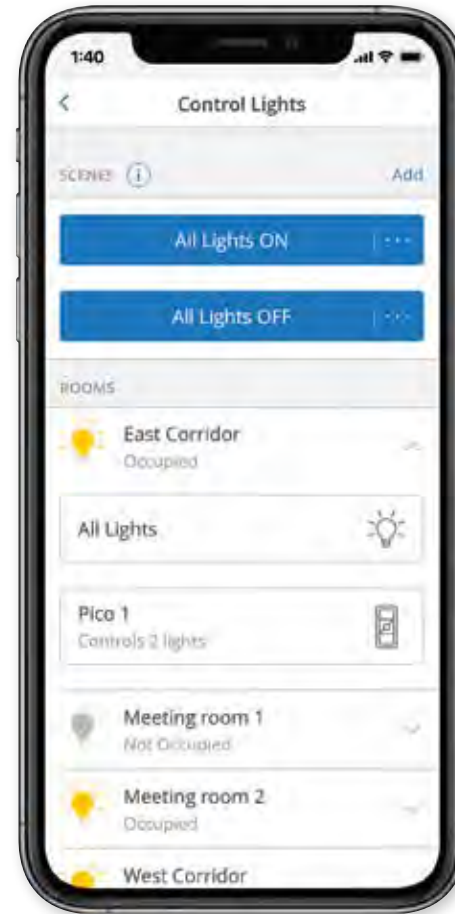 1:40
Control Lights
SCENES
Add
All Lights ON
All Lights OFF
ROOMS
East Corridor
Occupied
All Lights
Pico 1
Controls 2 lights
Meeting room 1
Not Occupied
Meeting room 2
Occupied
West Corridor